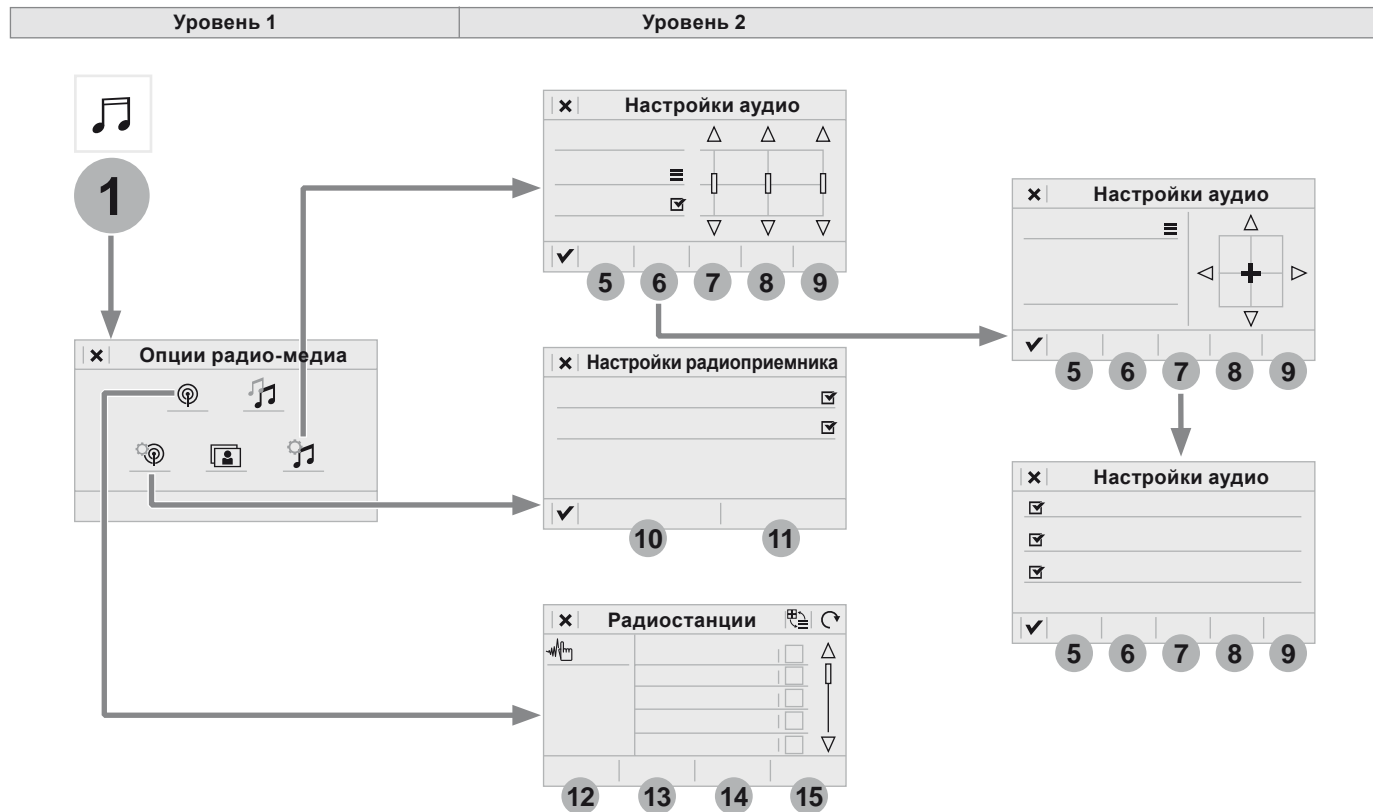 Уровень 1
Уровень 2
1
Опции радио-медиа
Настройки аудио
5 6 7 8 9
Настройки аудио
5 6 7 8 9
Настройки радиоприемника
10 11
Настройки аудио
5 6 7 8 9
Радиостанции
12 13 14 15